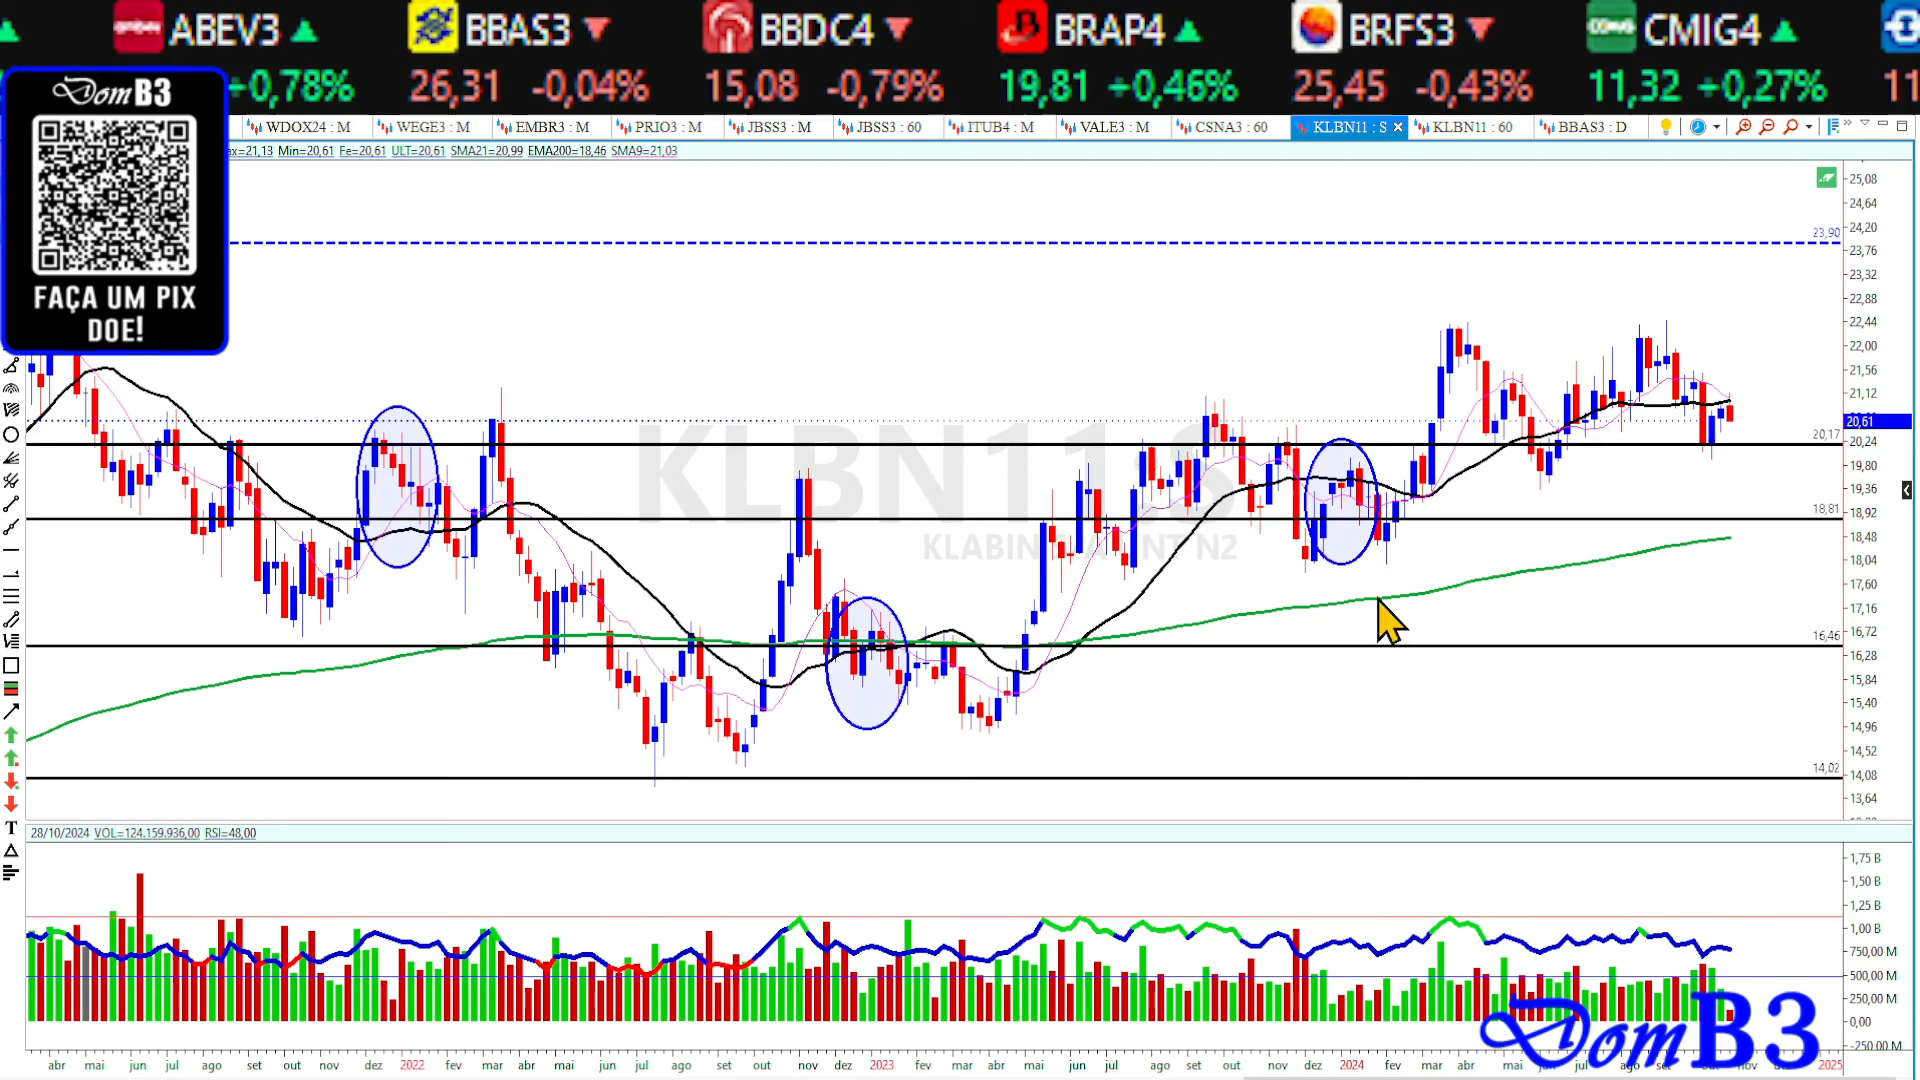 ABEV3 BBAS3 BBDC4 BRAP4 BRFS3 CMIG4
+0,78% 26,31 -0,04% 15,08 -0,79% 19,81 +0,46% 25,45 -0,43% 11,32 +0,27% 11
DomB3
FAÇA UM PIX
DOE!
WDOX24 : M WEGE3 : M EMBR3 : M PRIO3 : M JBSS3 : M JBSS3 : 60 ITUB4 : M VALE3 : M CSNA3 : 60 KLBN11 : S KLBN11 : 60 BBAS3 : D
ax=21,13 Min=20,61 Fe=20,61 ULT=20,61 SMA21=20,99 EMA200=18,46 SMA9=21,03
25,08
24,64
24,20
23,90
23,76
23,32
22,88
22,44
22,00
21,56
21,12
20,61
20,17
20,24
19,80
19,36
18,81
18,92
18,48
18,04
17,60
17,16
16,72
16,46
16,28
15,84
15,40
14,96
14,52
14,02
14,08
13,64
KLBN11:S
28/10/2024 VOL=124.159.936,00 RSI=48,00
1,75 B
1,50 B
1,25 B
1,00 B
750,00 M
500,00 M
250,00 M
0,00
-250,00 M
DomB3
abr mai jun jul ago set out nov dez 2022 fev mar abr mai jul ago set out nov dez 2023 fev mar abr mai jun jul ago set out nov dez 2024 fev mar abr mai jul ago nov 2025